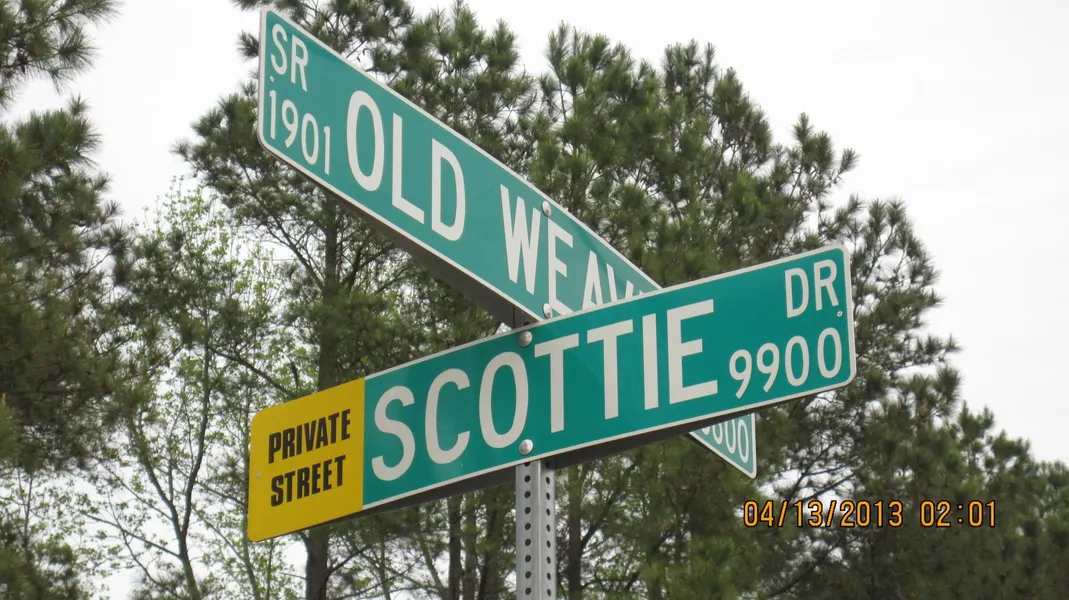 SR
1901
OLD
SCOTTIE DR.
9900
PRIVATE
STREET
04/13/2013 02:01